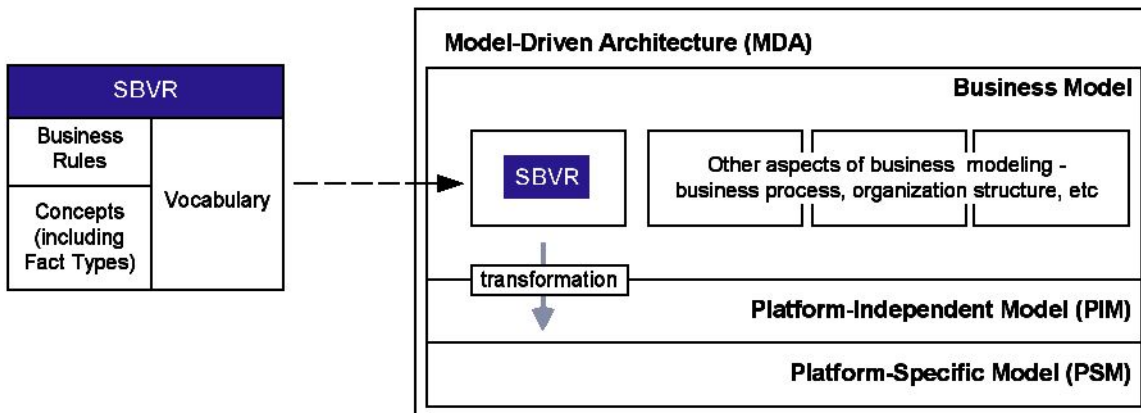 SBVR
Business
Rules
Concepts
(including
Fact Types)
Vocabulary
Model-Driven Architecture (MDA)
Business Model
SBVR
Other aspects of business modeling -
business process, organization structure, etc
transformation
Platform-Independent Model (PIM)
Platform-Specific Model (PSM)